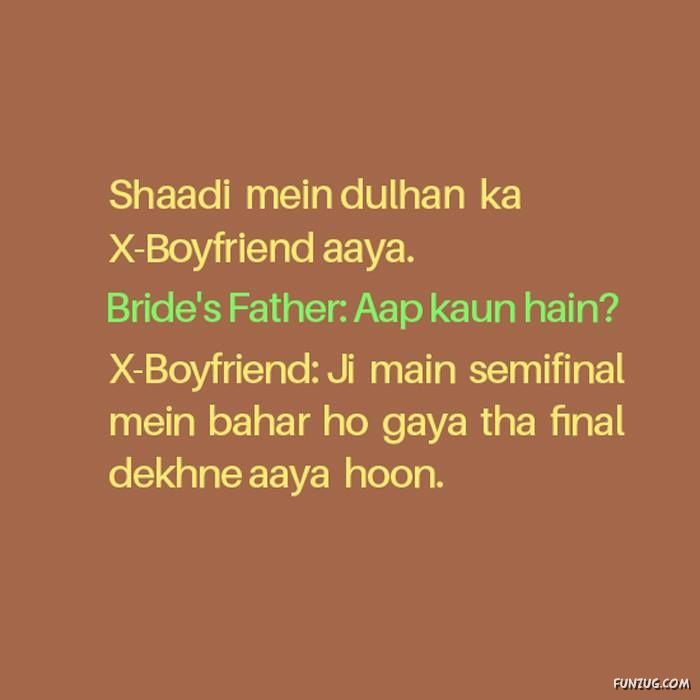 Shaadi mein dulhan ka
X-Boyfriend aaya.
Bride's Father: Aap kaun hain?
X-Boyfriend: Ji main semifinal
mein bahar ho gaya tha final
dekhne aaya hoon.
FUNZUG.COM